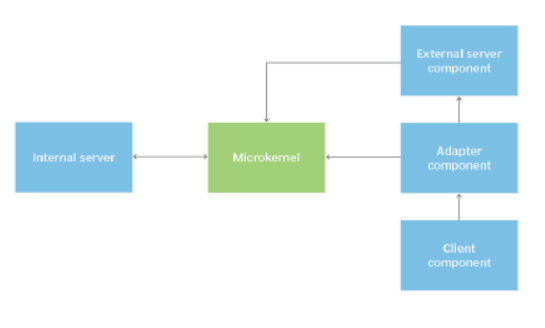 External server
component
Internal server
Microkernel
Adapter
component
Client
component